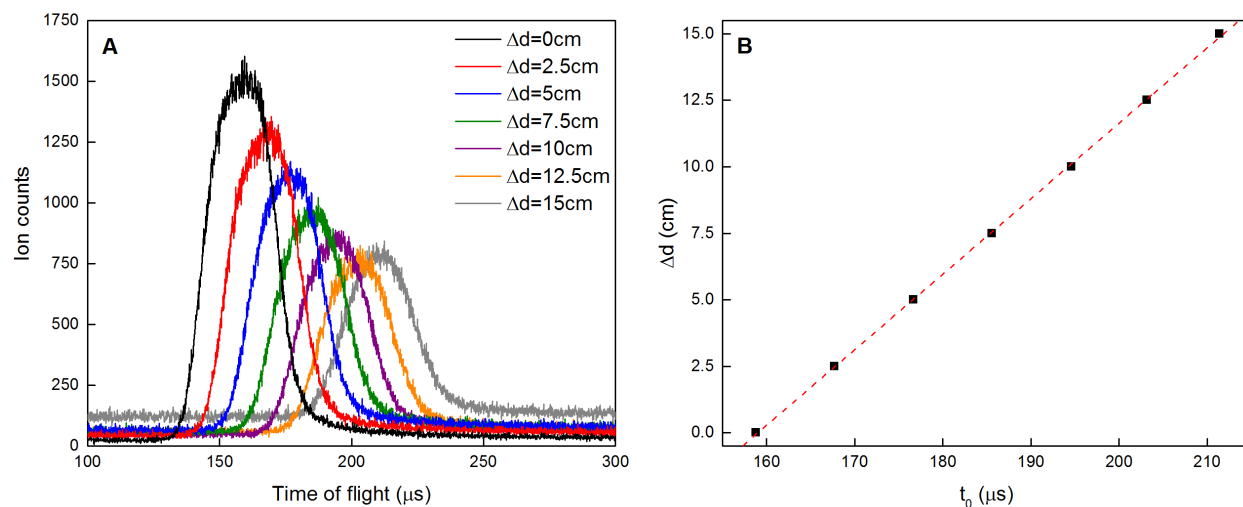 A
Δd=0cm
Δd=2.5cm
Δd=5cm
Δd=7.5cm
Δd=10cm
Δd=12.5cm
Δd=15cm
1750
1500
1250
1000
750
500
250
0
Ion counts
100 150 200 250 300
Time of flight (μs)
B
15.0
12.5
10.0
7.5
5.0
2.5
0.0
Δd (cm)
160 170 180 190 200 210
t₀ (μs)